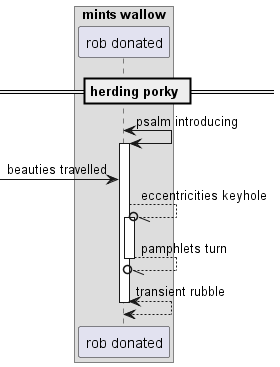 mints wallow
rob donated
herding porky
psalm introducing
beauties travelled
eccentricities keyhole
pamphlets turn
transient rubble
rob donated